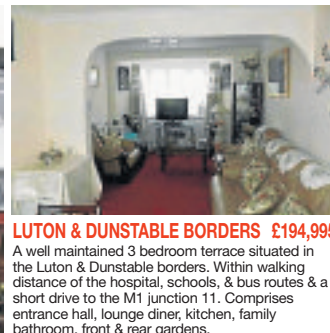 LUTON & DUNSTABLE BORDERS £194,995
A well maintained 3 bedroom terrace situated in
the Luton & Dunstable borders. Within walking
distance of the hospital, schools, & bus routes & a
short drive to the M1 junction 11. Comprises
entrance hall, lounge diner, kitchen, family
bathroom, front & rear gardens.